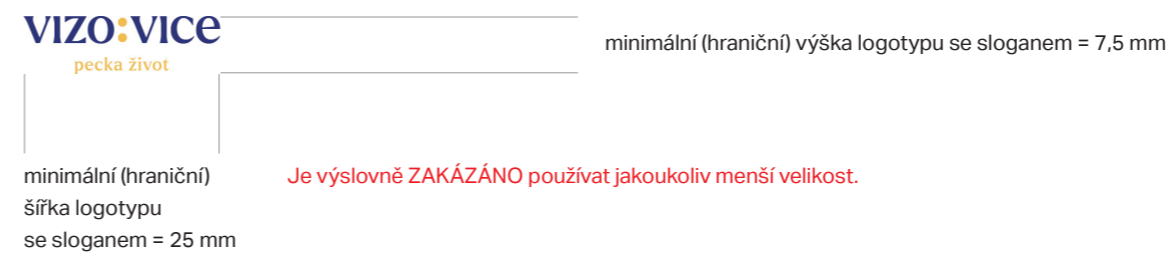 VIZO:VICE
pecka život
minimální (hraniční) výška logotypu se sloganem = 7,5 mm
minimální (hraniční)
šířka logotypu
se sloganem = 25 mm
Je výslovně ZAKÁZÁNO používat jakoukoliv menší velikost.